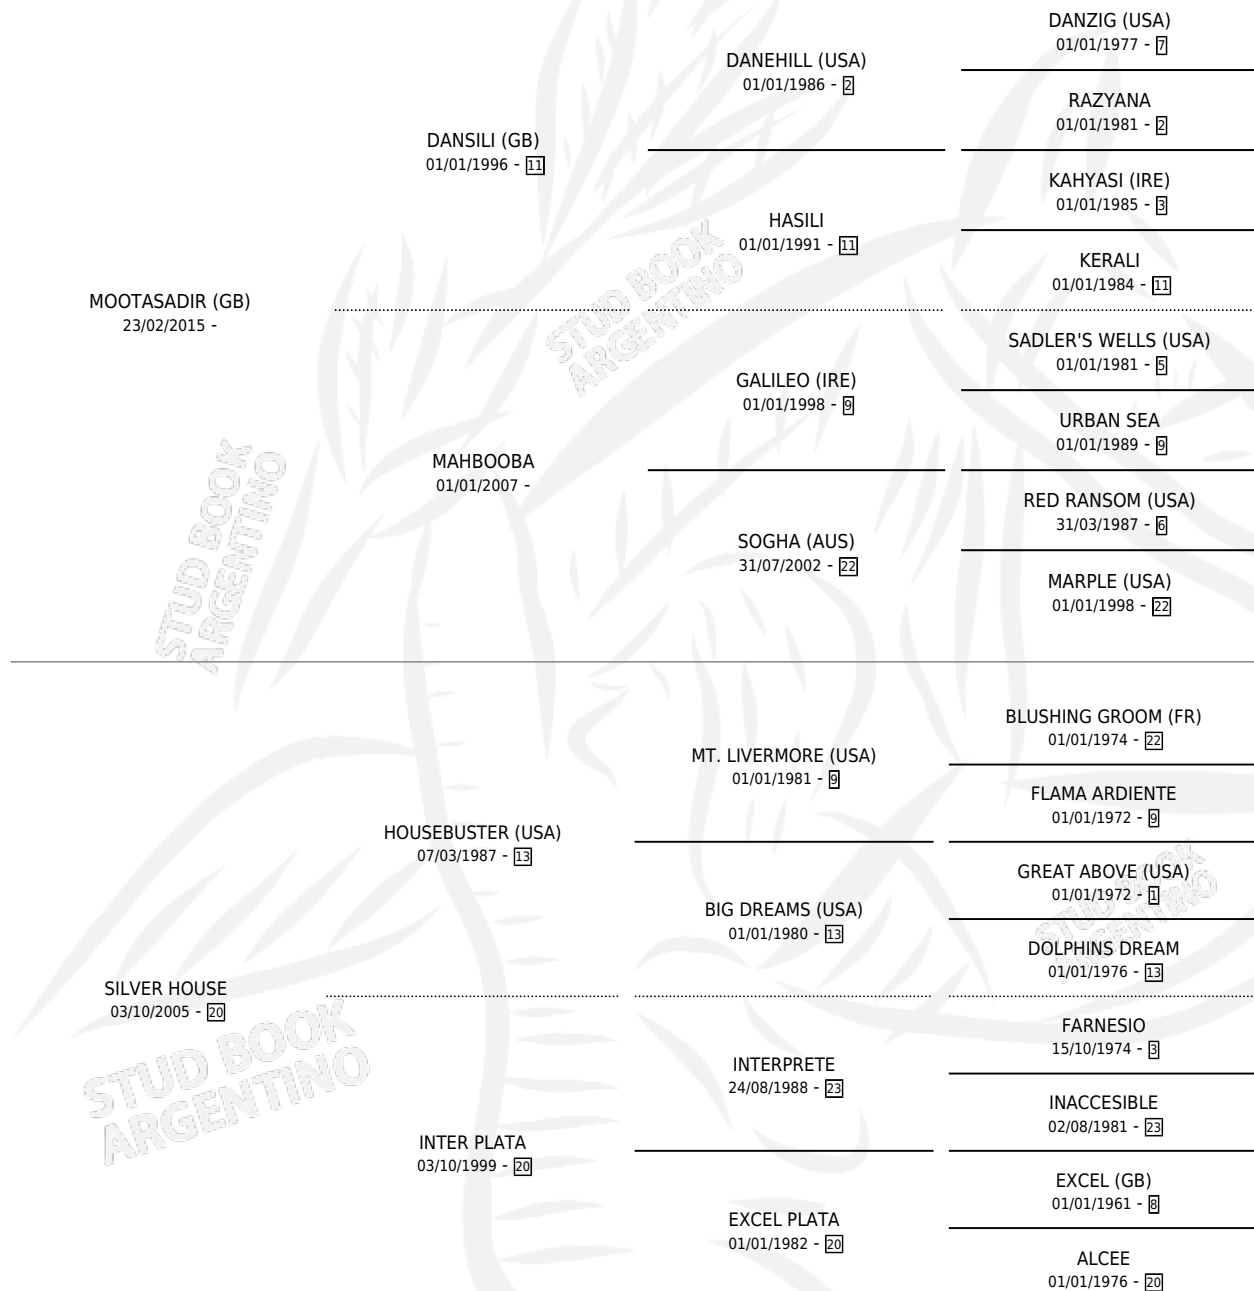 DANZIG (USA)
01/01/1977 - 7
DANEHILL (USA)
01/01/1986 - 2
RAZYANA
01/01/1981 - 2
DANSILI (GB)
01/01/1996 - 11
KAHYASI (IRE)
01/01/1985 - 3
HASILI
01/01/1991 - 11
KERALI
01/01/1984 - 11
MOOTASADIR (GB)
23/02/2015 -
STUD BOOK
ARGENTINO
SADLER'S WELLS (USA)
01/01/1981 - 5
GALILEO (IRE)
01/01/1998 - 9
URBAN SEA
01/01/1989 - 9
MAHBOOBA
01/01/2007 -
STUD BOOK
ARGENTINO
RED RANSOM (USA)
31/03/1987 - 6
SOGHA (AUS)
31/07/2002 - 22
MARPLE (USA)
01/01/1998 - 22
BLUSHING GROOM (FR)
01/01/1974 - 22
MT. LIVERMORE (USA)
01/01/1981 - 9
FLAMA ARDIENTE
01/01/1972 - 9
HOUSEBUSTER (USA)
07/03/1987 - 13
GREAT ABOVE (USA)
01/01/1972 - 1
BIG DREAMS (USA)
01/01/1980 - 13
STUD BOOK
ARGENTINO
DOLPHINS DREAM
01/01/1976 - 13
SILVER HOUSE
03/10/2005 - 20
STUD BOOK
ARGENTINO
FARNESIO
15/10/1974 - 3
INTERPRETE
24/08/1988 - 23
INACCESIBLE
02/08/1981 - 23
INTER PLATA
03/10/1999 - 20
EXCEL (GB)
01/01/1961 - 8
EXCEL PLATA
01/01/1982 - 20
ALCEE
01/01/1976 - 20